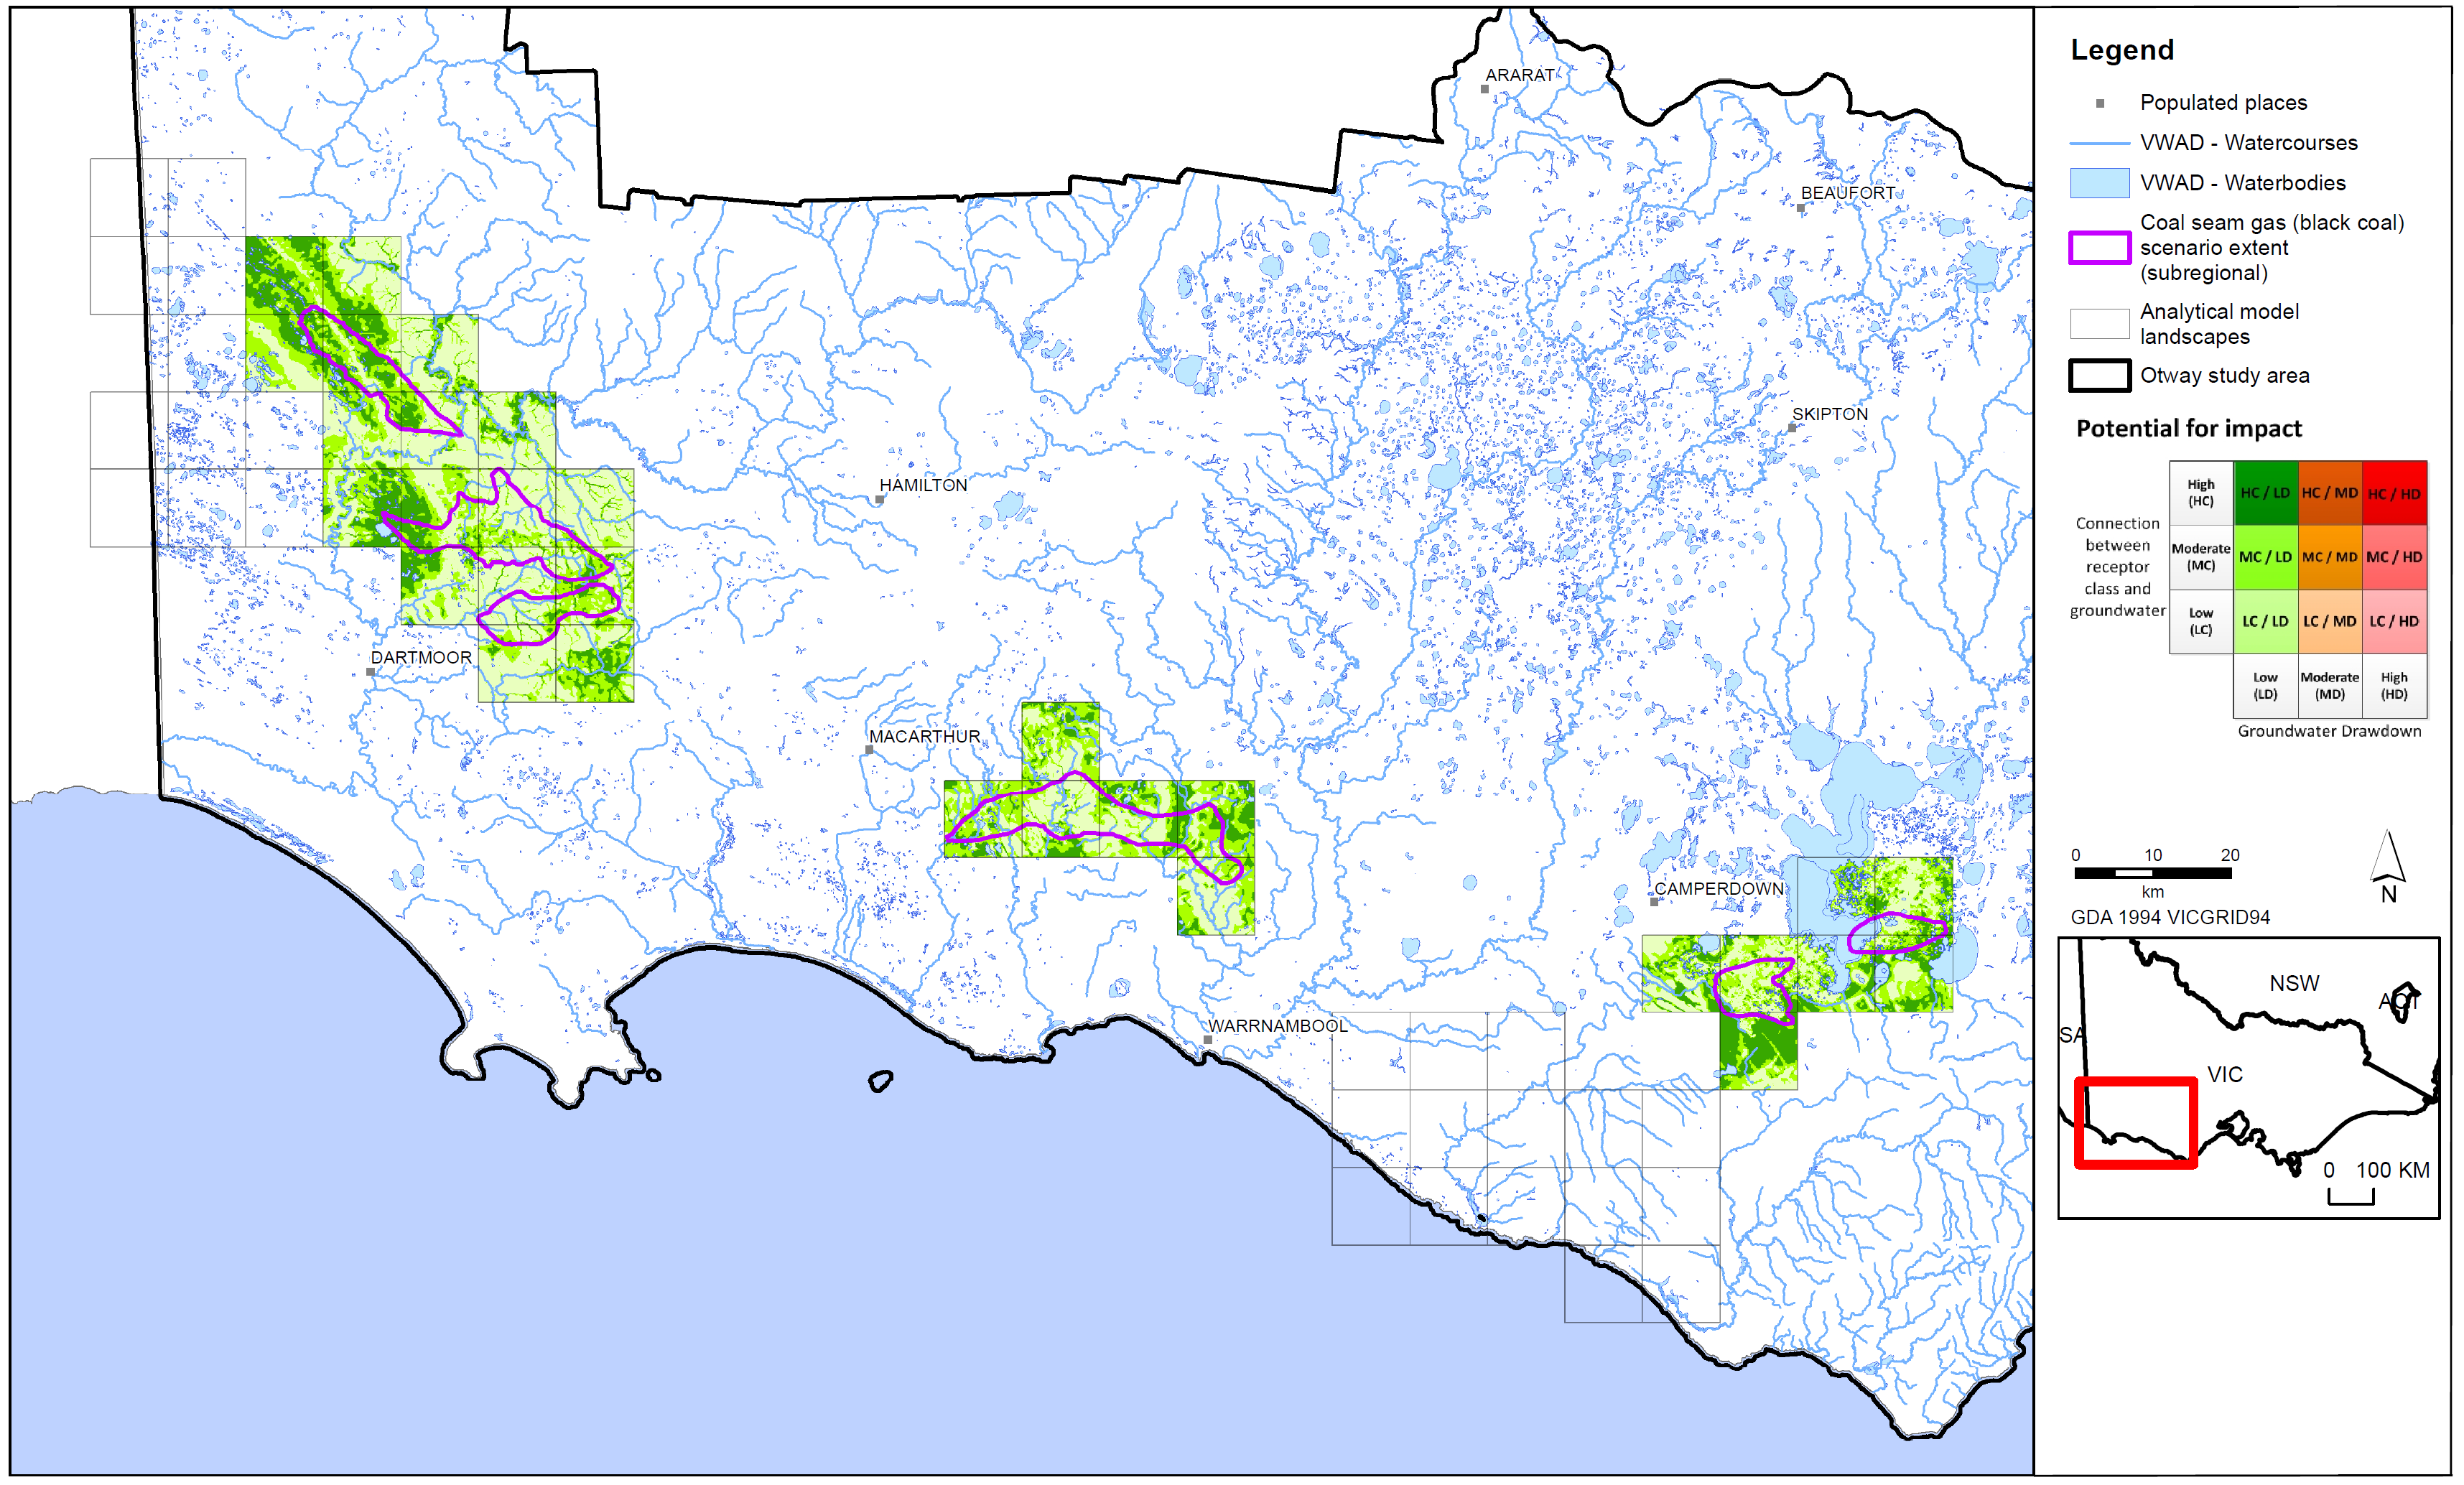 ARARAT
BEAUFORT
SKIPTON
HAMILTON
DARTMOOR
MACARTHUR
CAMPERDOWN
WARRNAMBOOL
Legend
Populated places
VWAD - Watercourses
VWAD - Waterbodies
Coal seam gas (black coal)
scenario extent
(subregional)
Analytical model
landscapes
Otway study area
Potential for impact
Connection
between
receptor
class and
groundwater
High
(HC)
HC / LD HC / MD HC / HD
Moderate
(MC)
MC / LD MC / MD MC / HD
Low
(LC)
LC / LD LC / MD LC / HD
Low
(LD)
Moderate
(MD)
High
(HD)
Groundwater Drawdown
0 10 20
km
N
GDA 1994 VICGRID94
NSW
ACT
SA
VIC
0 100 KM